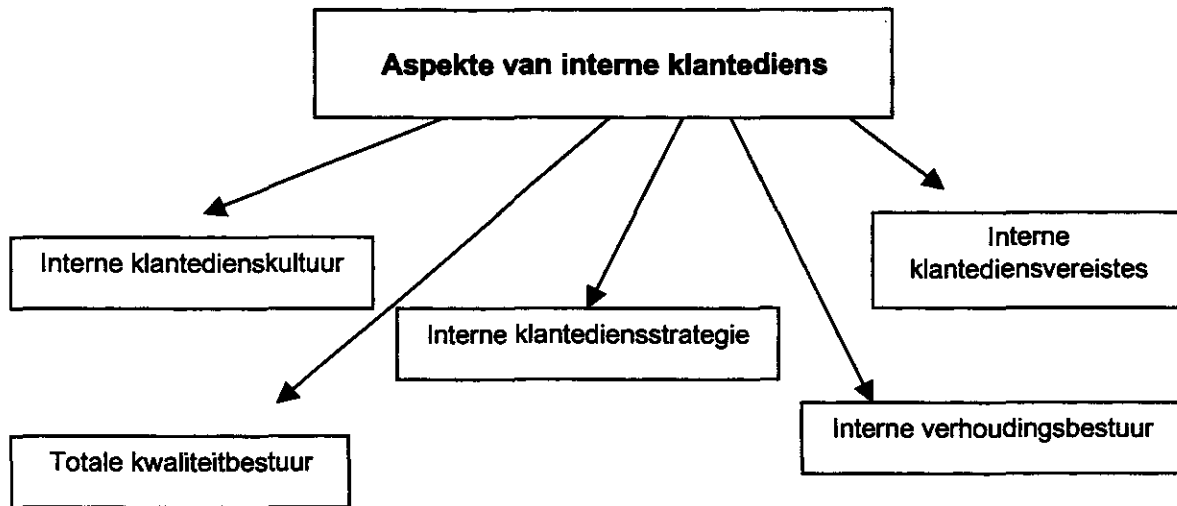 Aspekte van interne klantediens
Interne klantedienskultuur
Interne
klantediensvereistes
Interne klantediensstrategie
Interne verhoudingsbestuur
Totale kwaliteitbestuur